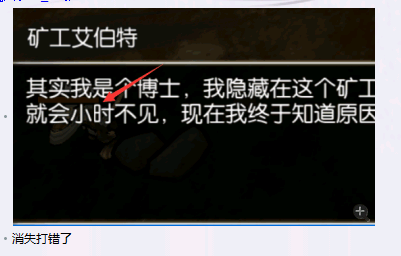 矿工艾伯特
其实我是个博士，我隐藏在这个矿工
就会小时不见，现在我终于知道原因
消失打错了